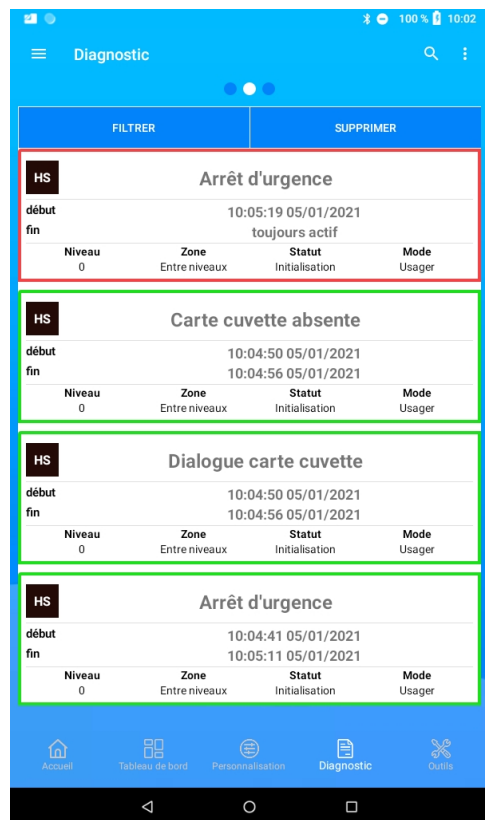 100 % 10:02
Diagnostic
FILTRER SUPPRIMER
HS Arrêt d'urgence
début 10:05:19 05/01/2021
fin toujours actif
Niveau Zone Statut Mode
0 Entre niveaux Initialisation Usager
HS Carte cuvette absente
début 10:04:50 05/01/2021
fin 10:04:56 05/01/2021
Niveau Zone Statut Mode
0 Entre niveaux Initialisation Usager
HS Dialogue carte cuvette
début 10:04:50 05/01/2021
fin 10:04:56 05/01/2021
Niveau Zone Statut Mode
0 Entre niveaux Initialisation Usager
HS Arrêt d'urgence
début 10:04:41 05/01/2021
fin 10:05:11 05/01/2021
Niveau Zone Statut Mode
0 Entre niveaux Initialisation Usager
Accueil Tableau de bord Personnalisation Diagnostic Outils